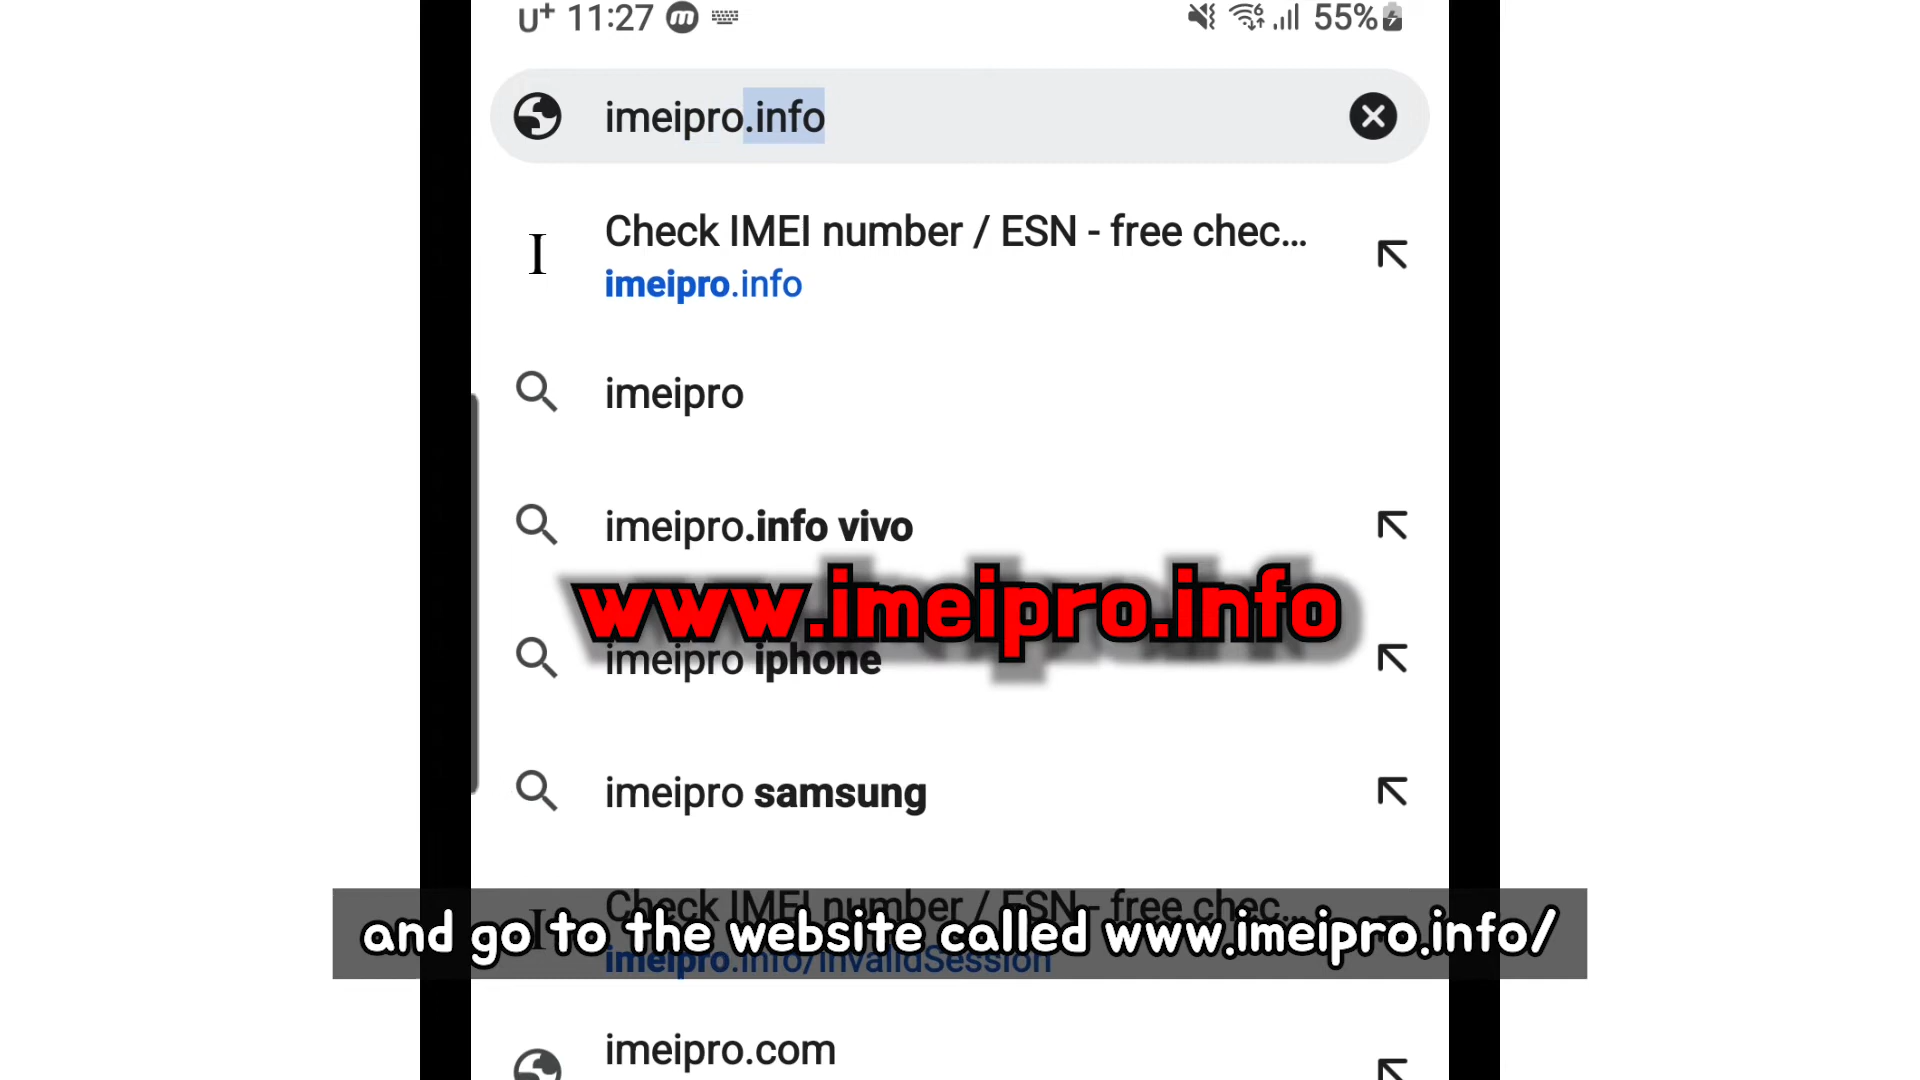 U+ 11:27 m 55%
imeipro.info
I Check IMEI number / ESN - free chec...
imeipro.info
imeipro
imeipro.info vivo
www.imeipro.info
imeipro iphone
imeipro samsung
I Check IMEI number / ESN - free chec...
and go to the website called www.imeipro.info/
imeipro.info/invalidSession
imeipro.com